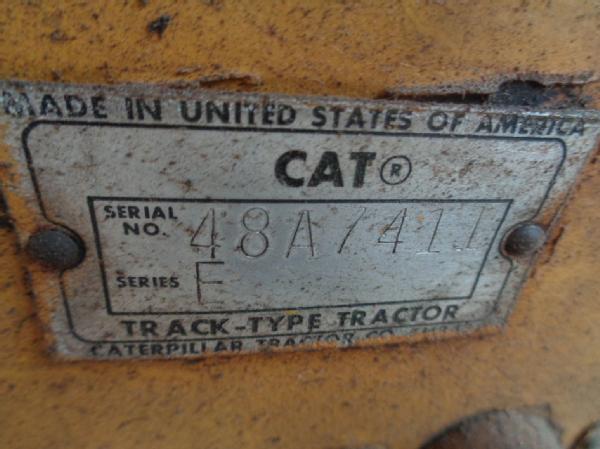 MADE IN UNITED STATES OF AMERICA
CAT®
SERIAL NO. 48A7411
SERIES E
TRACK-TYPE TRACTOR
CATERPILLAR TRACTOR CO.